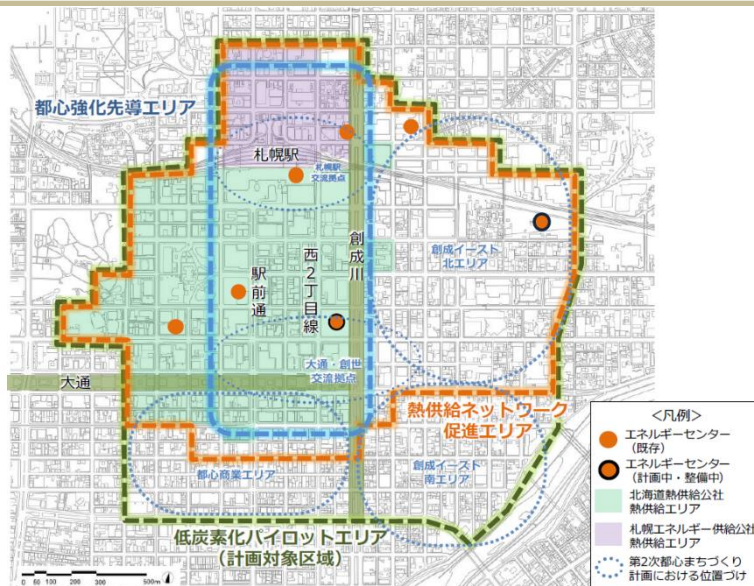 都心強化先導エリア
札幌駅
札幌駅
交流拠点
創成川
西2丁目線
駅前通
創成イースト
北エリア
大通・創世
交流拠点
大通
熱供給ネットワーク
促進エリア
都心商業エリア
創成イースト
南エリア
低炭素化パイロットエリア
（計画対象区域）
0 50 100 200 300 500m
＜凡例＞
エネルギーセンター
（既存）
エネルギーセンター
（計画中・整備中）
北海道熱供給公社
熱供給エリア
札幌エネルギー供給公社
熱供給エリア
第2次都心まちづくり
計画における位置づけ